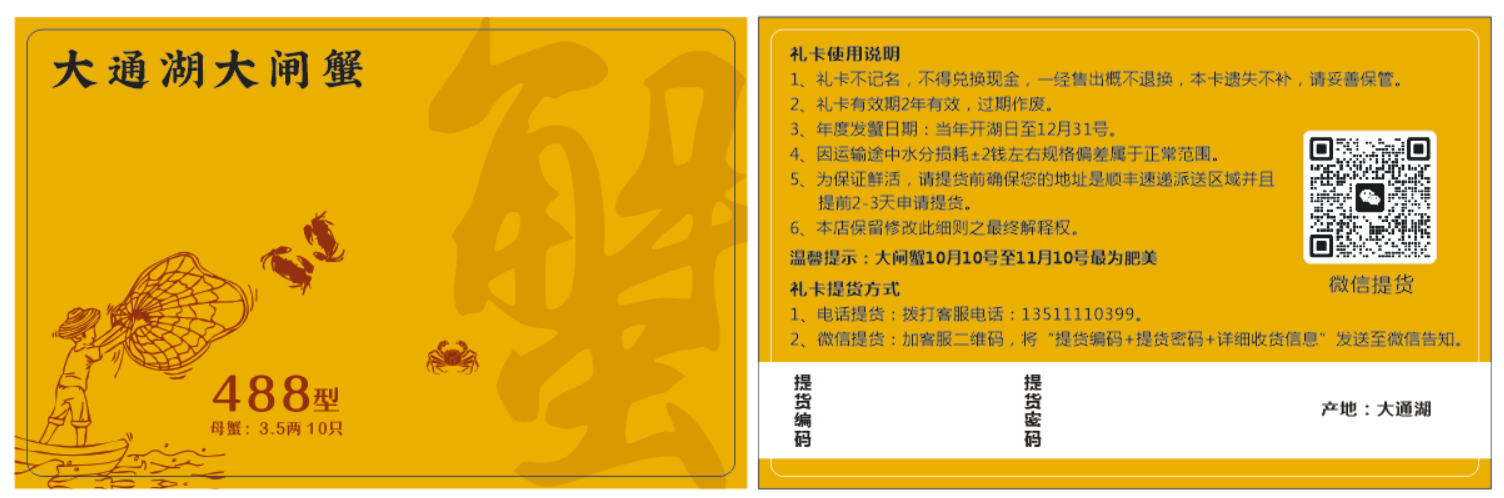 大通湖大闸蟹
蟹
488型
母蟹：3.5两 10只
礼卡使用说明
1、礼卡不记名，不得兑换现金，一经售出概不退换，本卡遗失不补，请妥善保管。
2、礼卡有效期2年有效，过期作废。
3、年度发蟹日期：当年开湖日至12月31号。
4、因运输途中水分损耗±2钱左右规格偏差属于正常范围。
5、为保证鲜活，请提货前确保您的地址是顺丰速递派送区域并且
提前2-3天申请提货。
6、本店保留修改此细则之最终解释权。
温馨提示：大闸蟹10月10号至11月10号最为肥美
礼卡提货方式
1、电话提货：拨打客服电话：13511110399。
2、微信提货：加客服二维码，将“提货编码+提货密码+详细收货信息”发送至微信告知。
微信提货
提货编码
提货密码
产地：大通湖